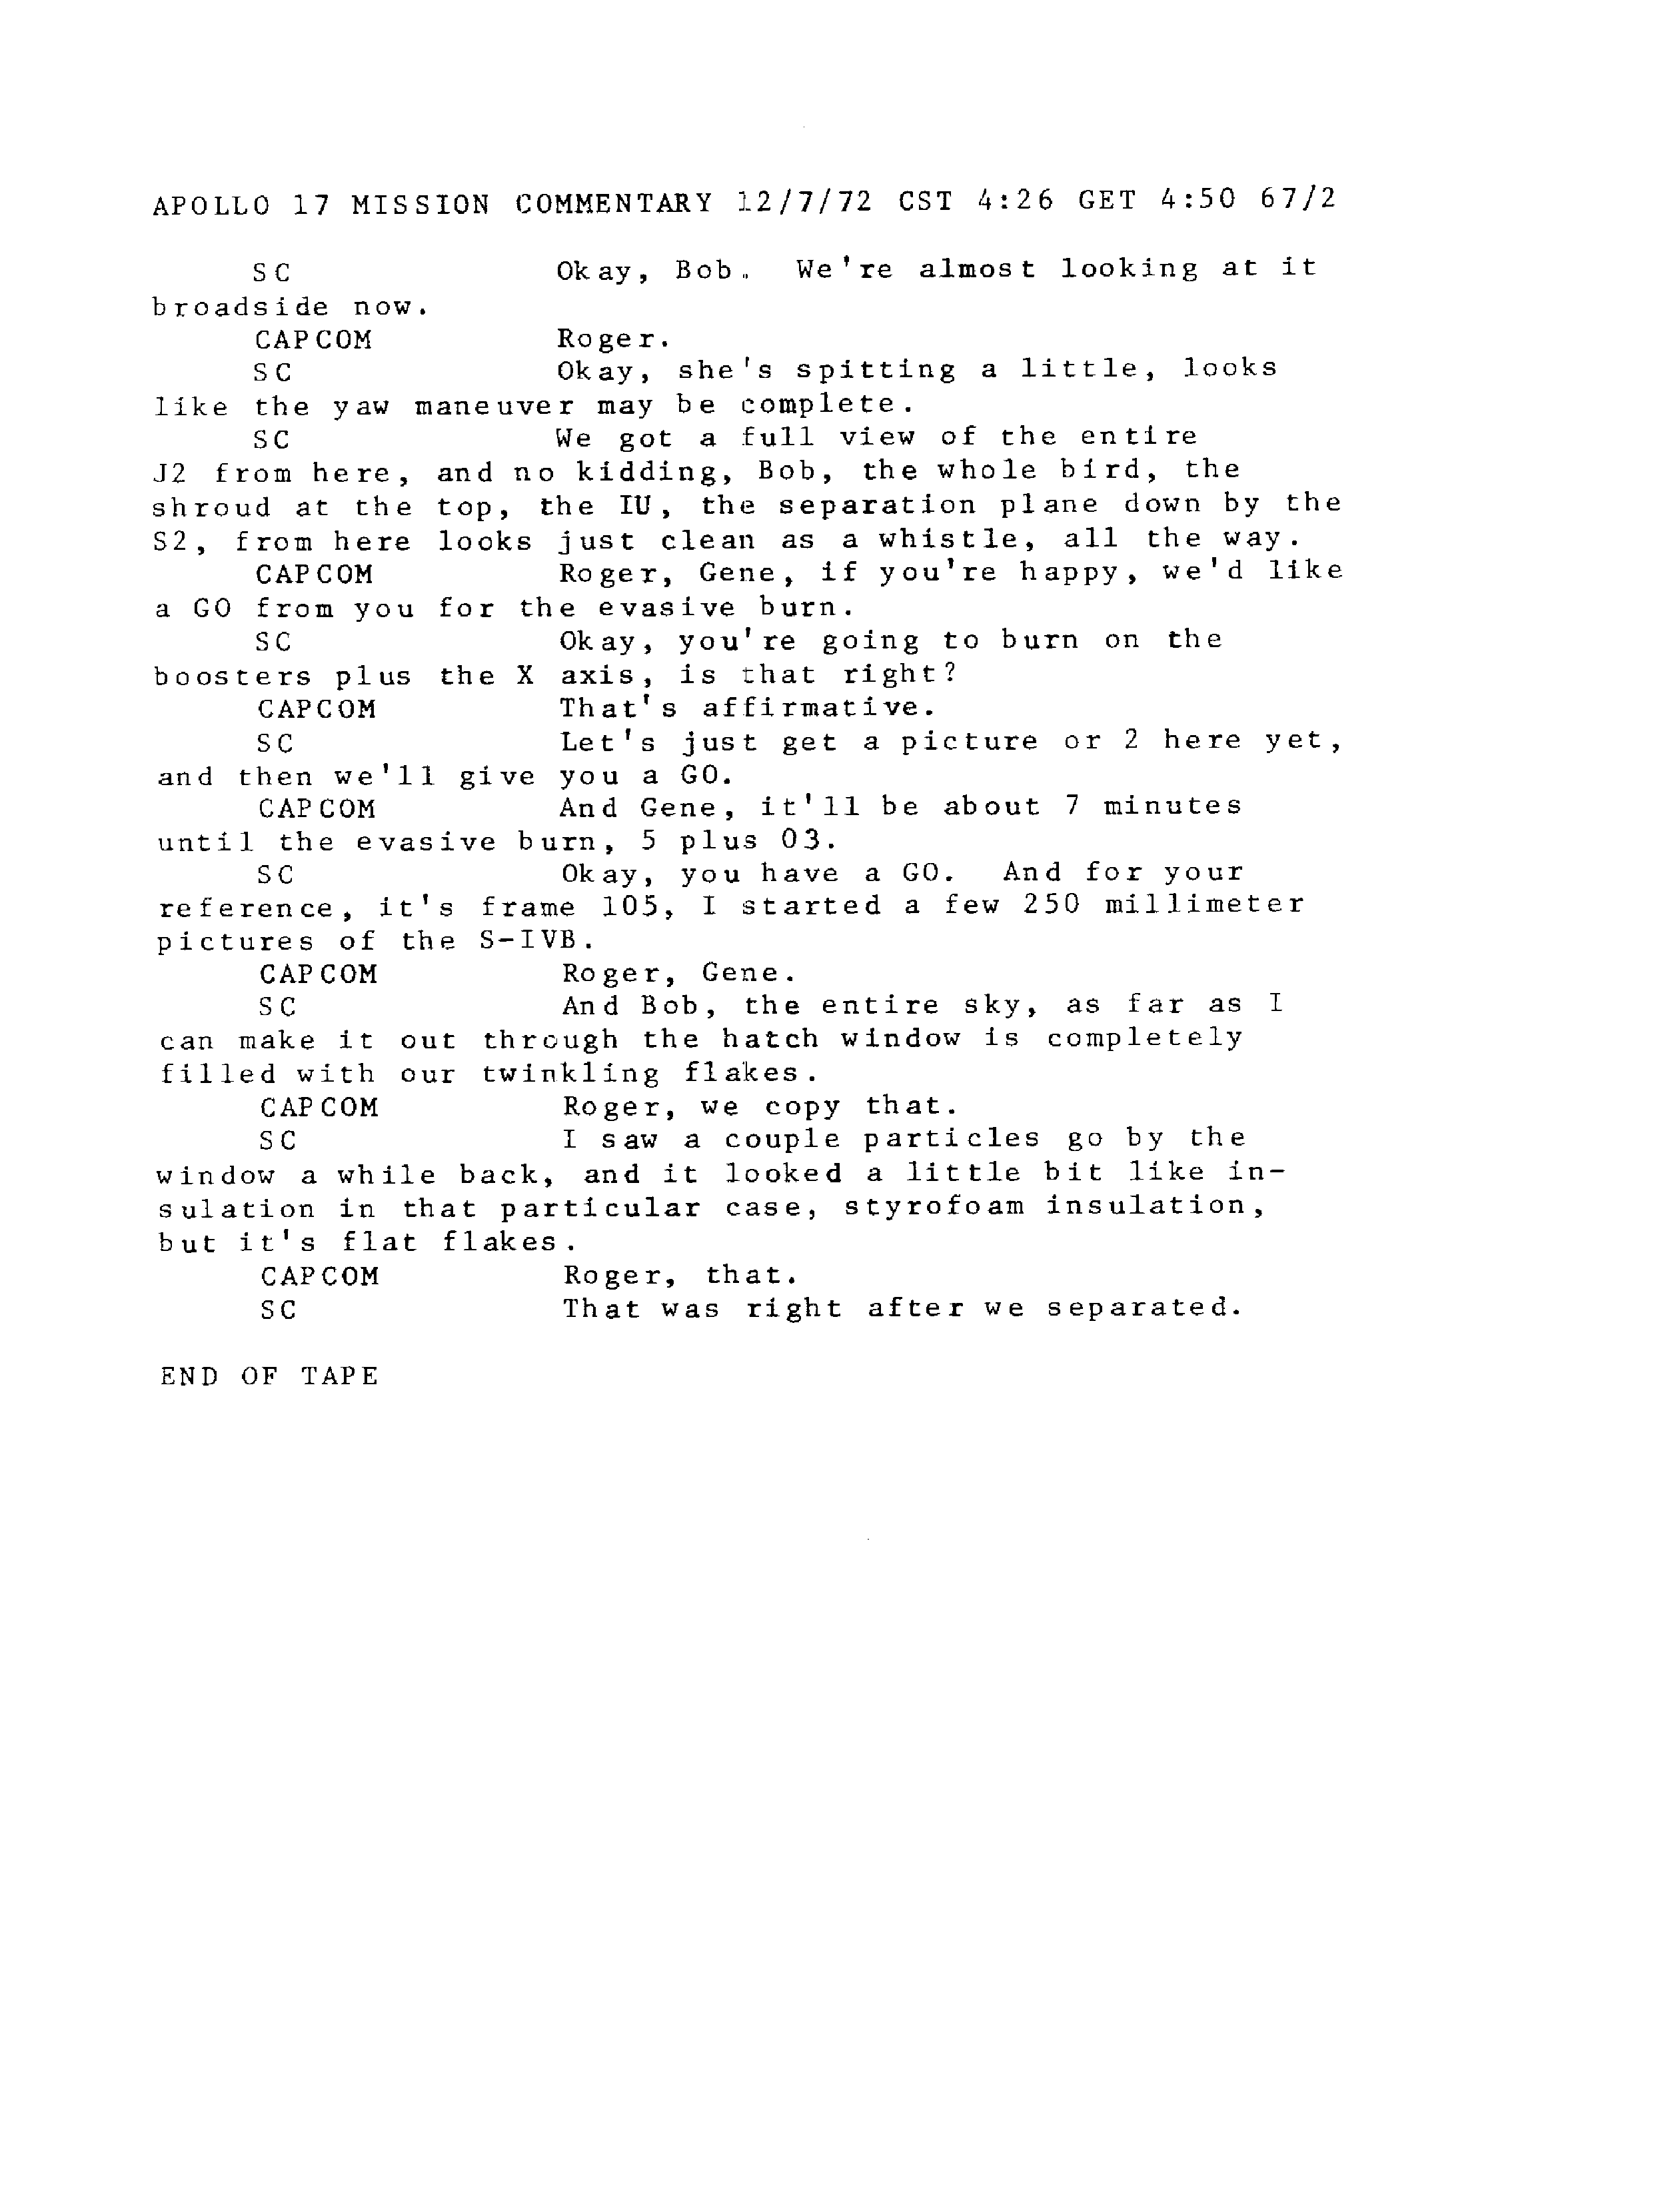 APOLLO 17 MISSION COMMENTARY 12/7/72 CST 4:26 GET 4:50 67/2
SC Okay, Bob. We're almost looking at it
broadside now.
CAPCOM Roger.
SC Okay, she's spitting a little, looks
like the yaw maneuver may be complete.
SC We got a full view of the entire
J2 from here, and no kidding, Bob, the whole bird, the
shroud at the top, the IU, the separation plane down by the
S2, from here looks just clean as a whistle, all the way.
CAPCOM Roger, Gene, if you're happy, we'd like
a GO from you for the evasive burn.
SC Okay, you're going to burn on the
boosters plus the X axis, is that right?
CAPCOM That's affirmative.
SC Let's just get a picture or 2 here yet,
and then we'll give you a GO.
CAPCOM And Gene, it'll be about 7 minutes
until the evasive burn, 5 plus 03.
SC Okay, you have a GO. And for your
reference, it's frame 105, I started a few 250 millimeter
pictures of the S-IVB.
CAPCOM Roger, Gene.
SC And Bob, the entire sky, as far as I
can make it out through the hatch window is completely
filled with our twinkling flakes.
CAPCOM Roger, we copy that.
SC I saw a couple particles go by the
window a while back, and it looked a little bit like in-
sulation in that particular case, styrofoam insulation,
but it's flat flakes.
CAPCOM Roger, that.
SC That was right after we separated.
END OF TAPE